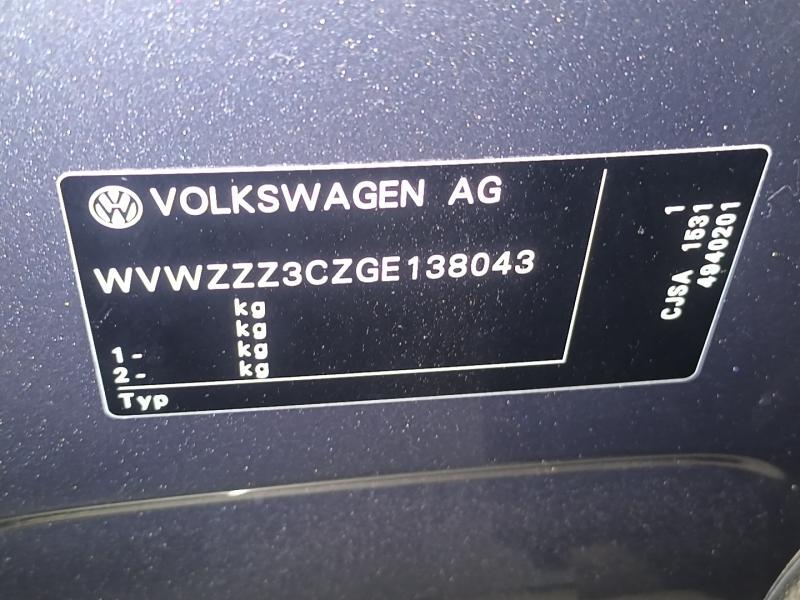 VOLKSWAGEN AG
WVWZZZ3CZGE138043
kg
kg
1- kg
2- kg
Typ
1
CJSA 1531
4940201